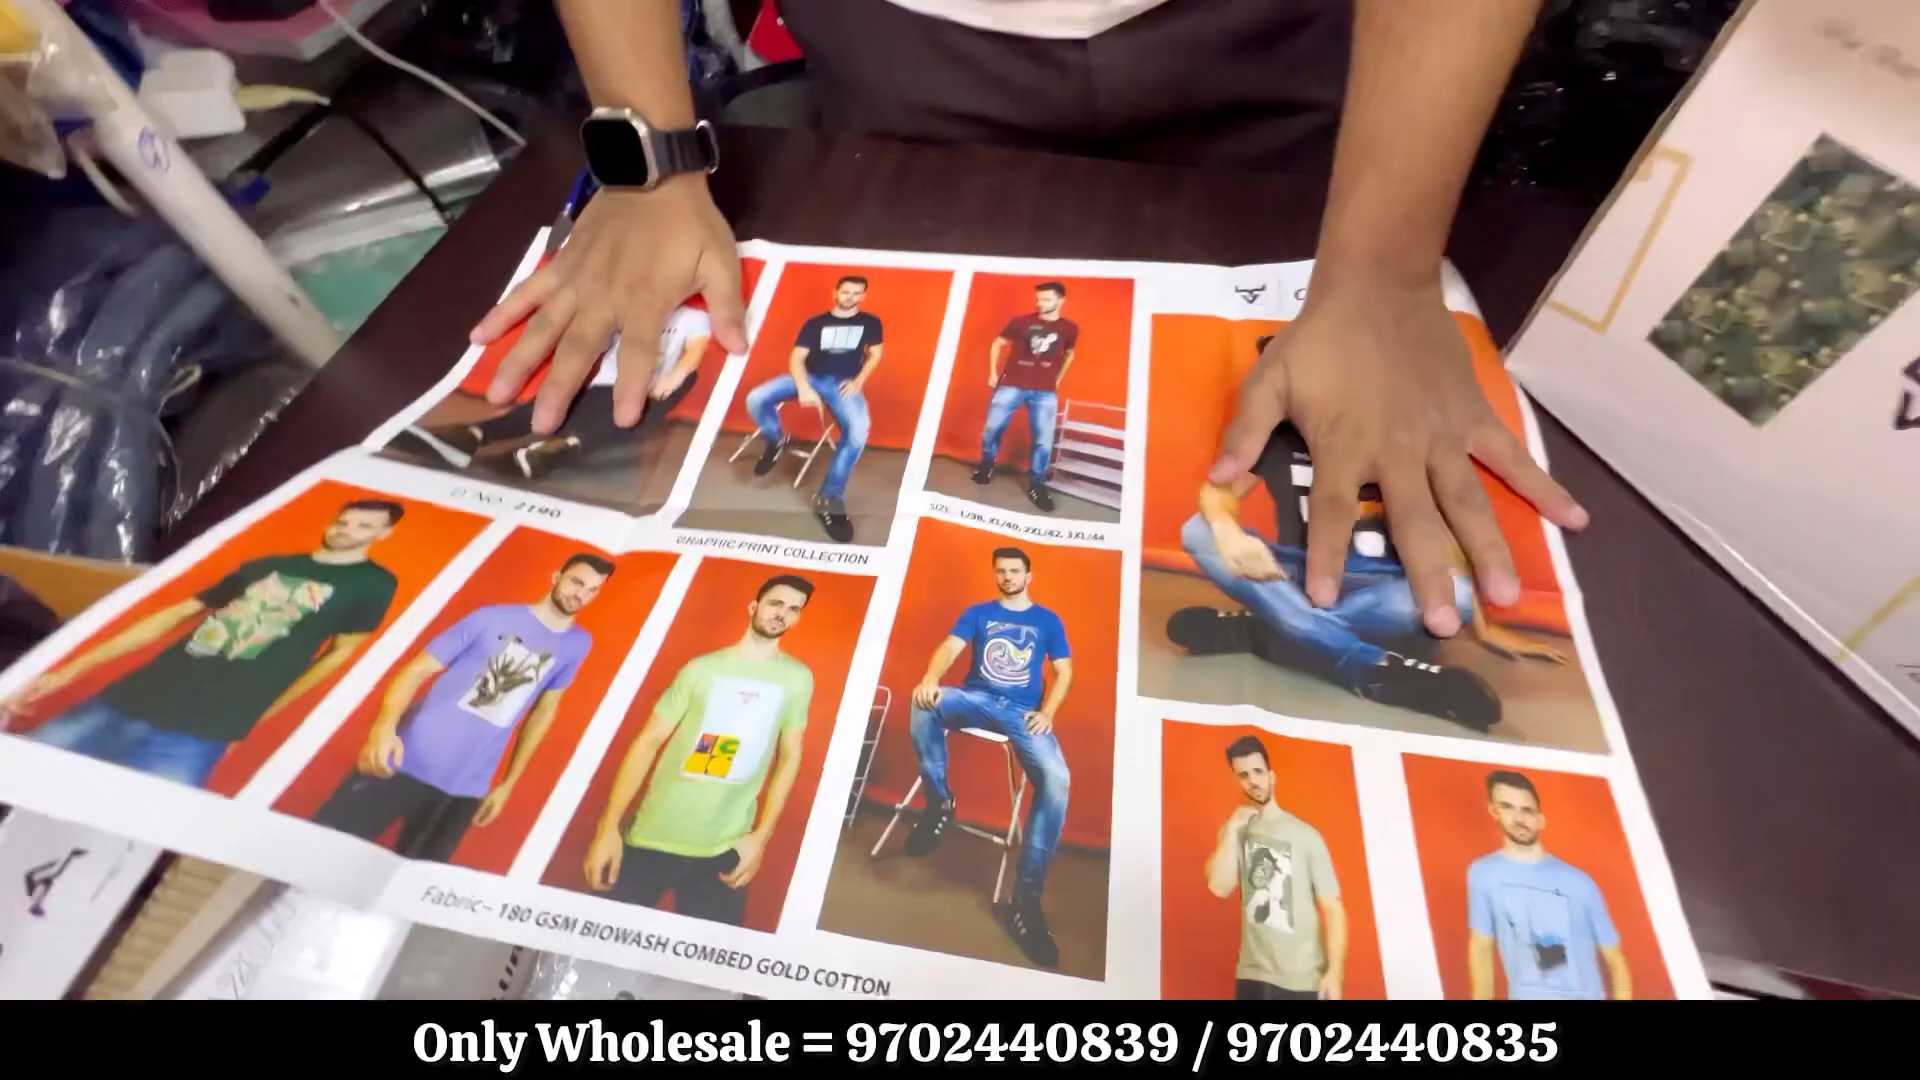 D. NO.- 2190
GRAPHIC PRINT COLLECTION
SIZE - L/38, XL/40, 2XL/42, 3XL/44
Fabric- 180 GSM BIOWASH COMBED GOLD COTTON
Only Wholesale = 9702440839 / 9702440835